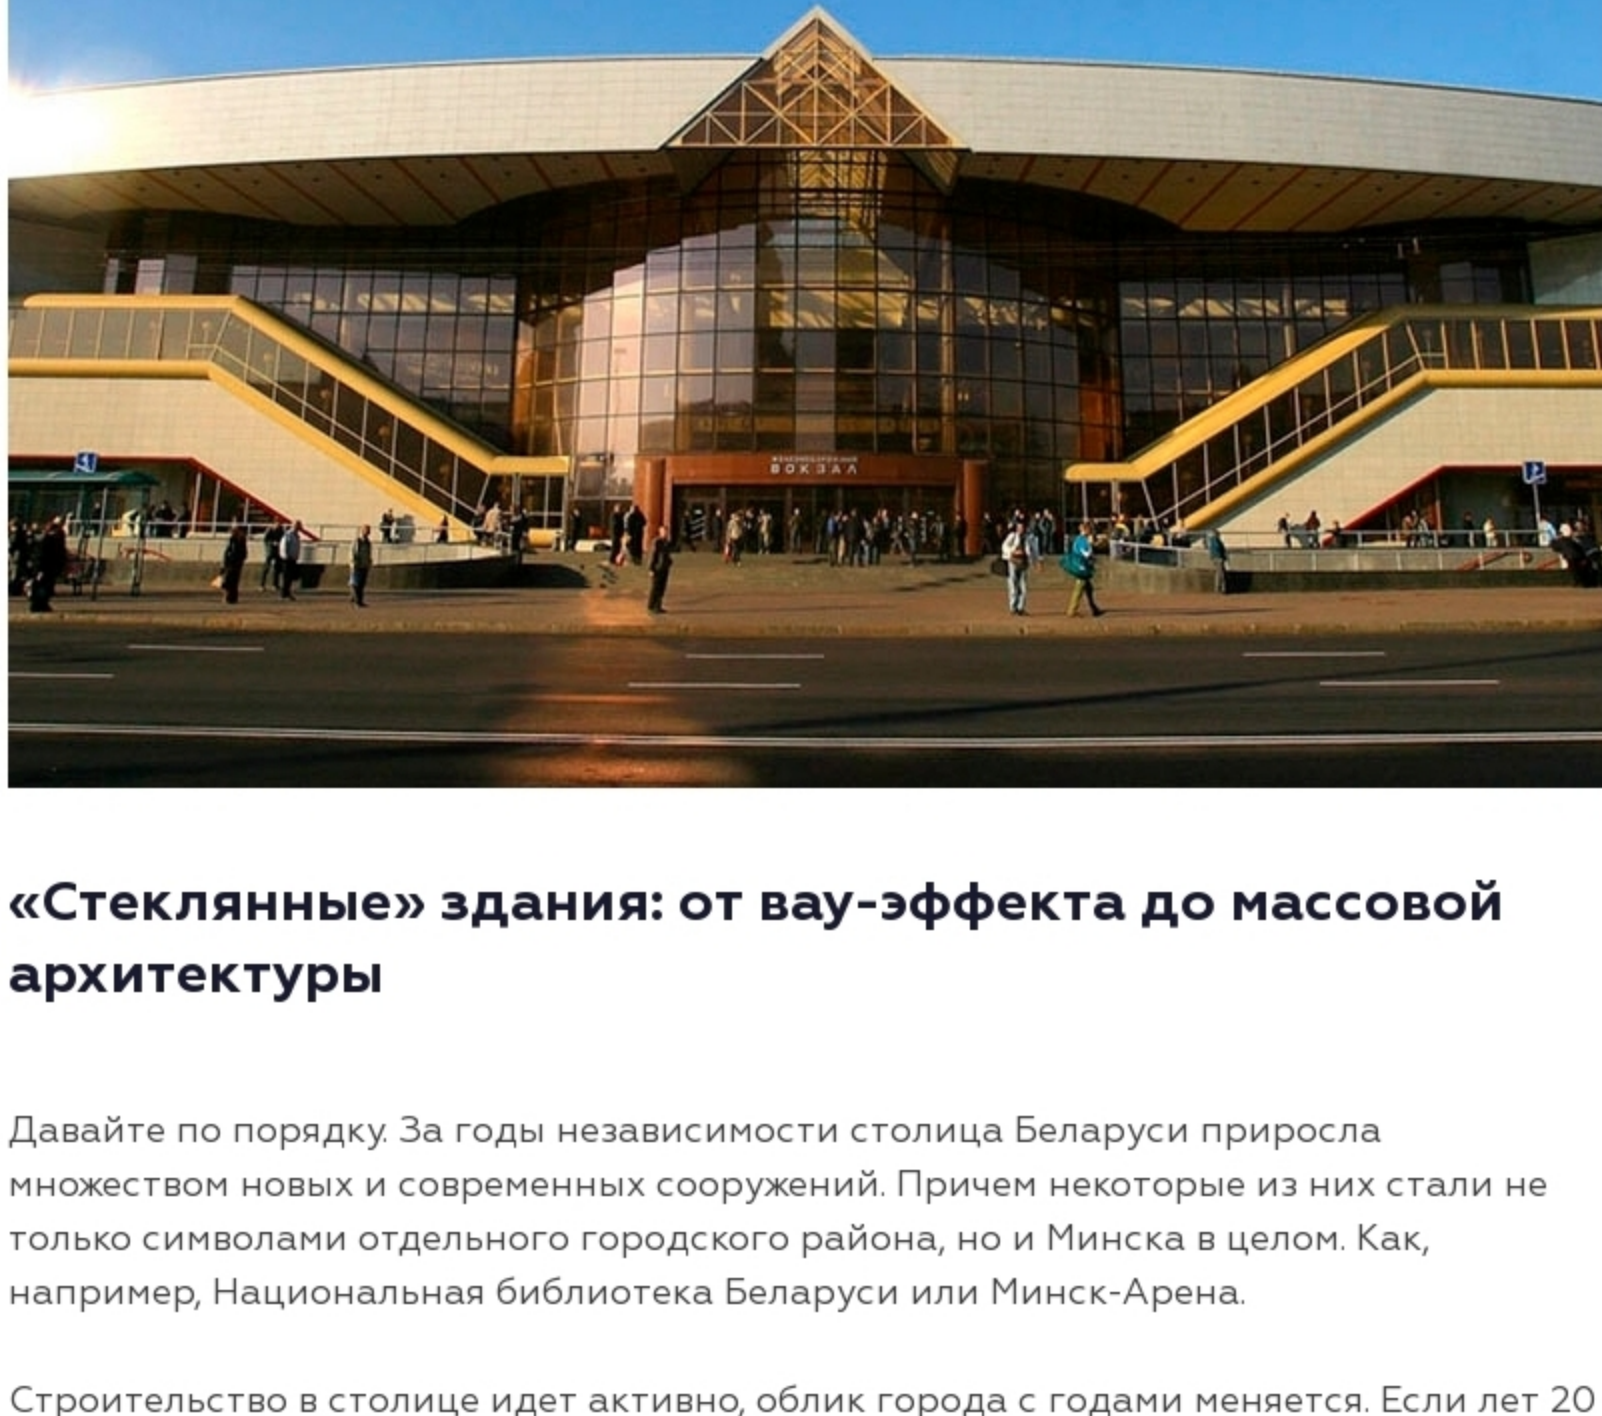 ЖЕЛЕЗНОДОРОЖНЫЙ
ВОКЗАЛ
«Стеклянные» здания: от вау-эффекта до массовой
архитектуры
Давайте по порядку. За годы независимости столица Беларуси приросла
множеством новых и современных сооружений. Причем некоторые из них стали не
только символами отдельного городского района, но и Минска в целом. Как,
например, Национальная библиотека Беларуси или Минск-Арена.
Строительство в столице идет активно, облик города с годами меняется. Если лет 20